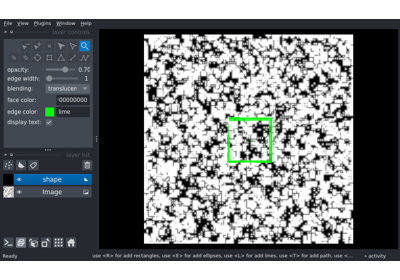 File View Plugins Window Help
layer controls
opacity: 0.70
edge width: 1
blending: translucen
face color: 00000000
edge color: lime
display text:
layer list
shape
Image
Ready
use <R> for add rectangles, use <E> for add ellipses, use <L> for add lines, use <T> for add path, use <...
activity